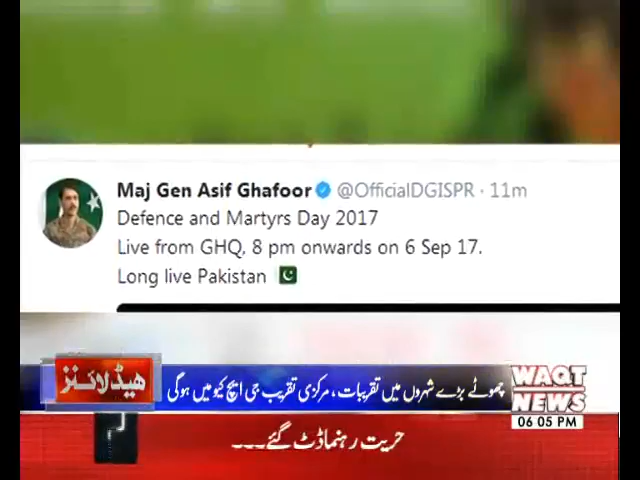 Maj Gen Asif Ghafoor @OfficialDGISPR · 11m
Defence and Martyrs Day 2017
Live from GHQ, 8 pm onwards on 6 Sep 17.
Long live Pakistan
ہیڈلائنز
چھوٹے بڑے شہروں میں تقریبات، مرکزی تقریب جی ایچ کیو میں ہوگی
WAQT
NEWS
06:05 PM
حریت رہنما ڈٹ گئے۔۔۔